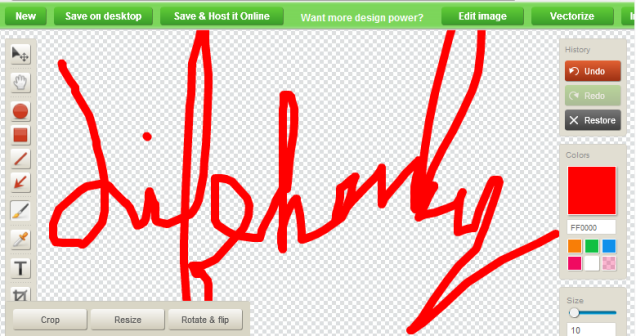 New Save on desktop Save & Host it Online Want more design power? Edit image Vectorize
History
Undo
Redo
Restore
Colors
FF0000
Size
10
T
Crop Resize Rotate & flip